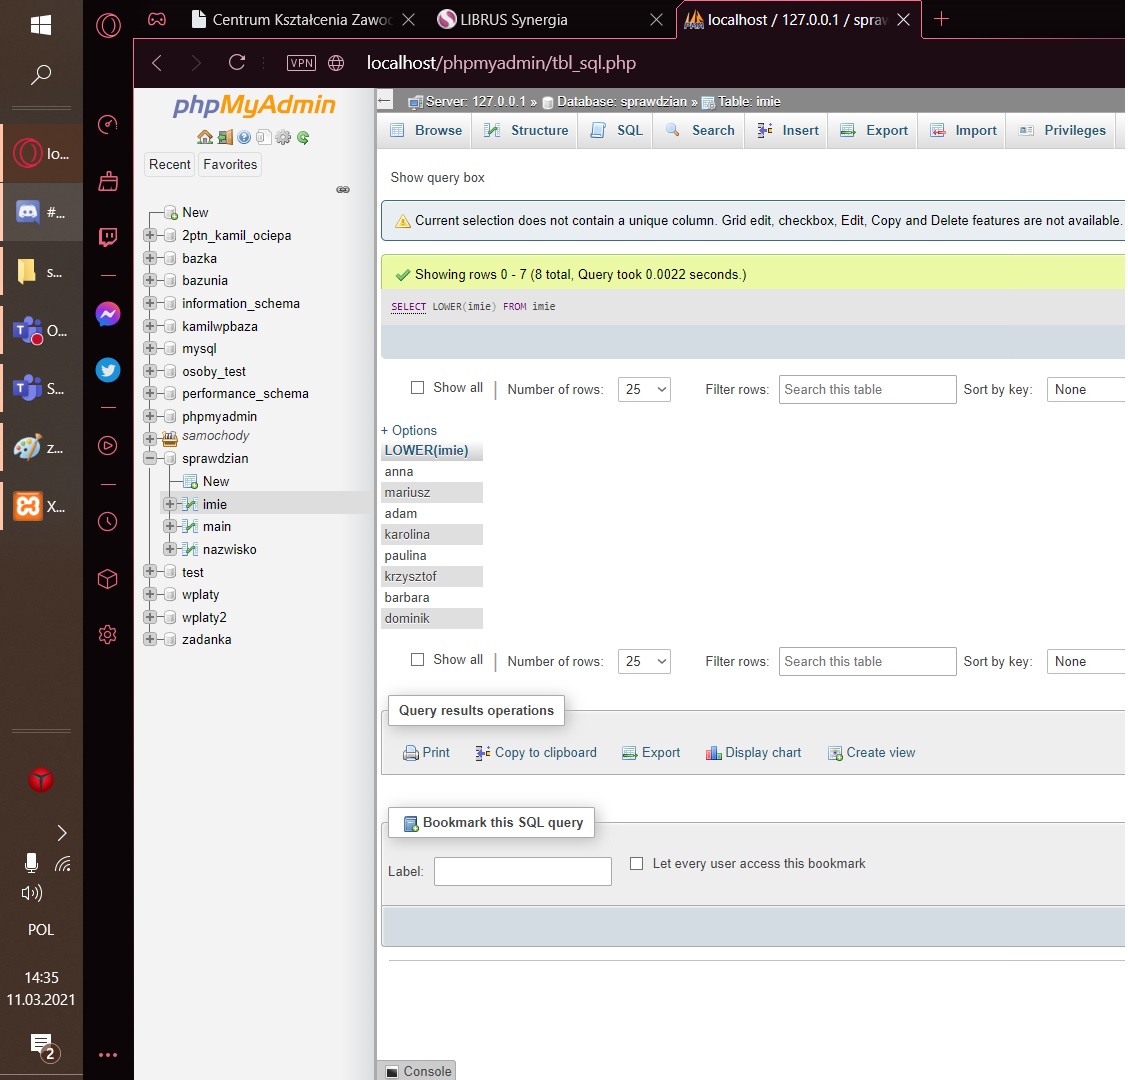 Centrum Kształcenia Zawo
LIBRUS Synergia
localhost / 127.0.0.1 / spraw
VPN
localhost/phpmyadmin/tbl_sql.php
lo...
#...
s...
O...
S...
z...
X...
POL
14:35
11.03.2021
2
phpMyAdmin
Recent
Favorites
New
2ptn_kamil_ociepa
bazka
bazunia
information_schema
kamilwpbaza
mysql
osoby_test
performance_schema
phpmyadmin
samochody
sprawdzian
New
imie
main
nazwisko
test
wplaty
wplaty2
zadanka
Server: 127.0.0.1 » Database: sprawdzian » Table: imie
Browse Structure SQL Search Insert Export Import Privileges
Show query box
Current selection does not contain a unique column. Grid edit, checkbox, Edit, Copy and Delete features are not available.
Showing rows 0 - 7 (8 total, Query took 0.0022 seconds.)
SELECT LOWER(imie) FROM imie
Show all | Number of rows: 25 Filter rows: Search this table Sort by key: None
+ Options
LOWER(imie)
anna
mariusz
adam
karolina
paulina
krzysztof
barbara
dominik
Show all | Number of rows: 25 Filter rows: Search this table Sort by key: None
Query results operations
Print Copy to clipboard Export Display chart Create view
Bookmark this SQL query
Label: Let every user access this bookmark
Console